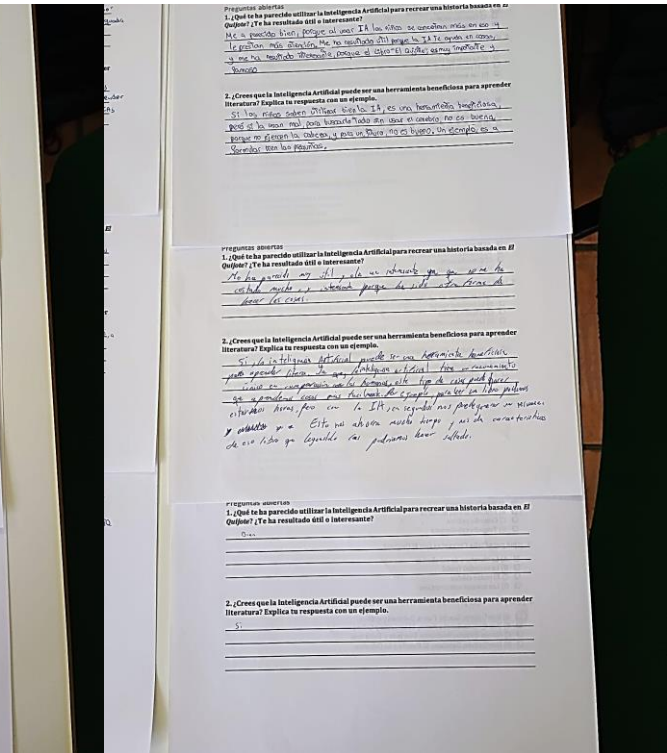 Preguntas abiertas
1. ¿Qué te ha parecido utilizar la Inteligencia Artificial para recrear una historia basada en El
Quijote? ¿Te ha resultado útil o interesante?
Me a parecido bien, porque al usar IA los niños se concentran más en eso y
le prestan más atención. Me ha resultado útil porque la IA te ayuda en cosas,
y me ha resultado interesante, porque el libro "El Quijote" es muy importante y
famoso
2. ¿Crees que la Inteligencia Artificial puede ser una herramienta beneficiosa para aprender
literatura? Explica tu respuesta con un ejemplo.
Si los niños saben utilizar bien la IA, es una herramienta beneficiosa,
pero si la usan mal, para buscarlo todo sin usar el cerebro, no es buena,
porque no ejercen la cabeza, y para un futuro, no es bueno. Un ejemplo es a
Preguntas abiertas
1. ¿Qué te ha parecido utilizar la Inteligencia Artificial para recrear una historia basada en El
Quijote? ¿Te ha resultado útil o interesante?
Me ha parecido muy útil y ya que no me ha
costado mucho e interesante porque ha sido otra forma de
hacer las cosas.
2. ¿Crees que la Inteligencia Artificial puede ser una herramienta beneficiosa para aprender
literatura? Explica tu respuesta con un ejemplo.
Si, la inteligencia Artificial puede ser una herramienta beneficiosa
para aprender Ya que, la inteligencia artificial tiene un
único en comparación con los humanos, este tipo de cosas puede hacer
que aprendamos cosas más Por ejemplo, para leer un libro
horas, pero con la IA, en segundos nos puede generar un resumen
y ya. Esto nos ahorra mucho tiempo y nos da características
de ese libro que leyendolo nos podriamos haber saltado.
Preguntas abiertas
1. ¿Qué te ha parecido utilizar la Inteligencia Artificial para recrear una historia basada en El
Quijote? ¿Te ha resultado útil o interesante?
Bien
2. ¿Crees que la Inteligencia Artificial puede ser una herramienta beneficiosa para aprender
literatura? Explica tu respuesta con un ejemplo.
Si